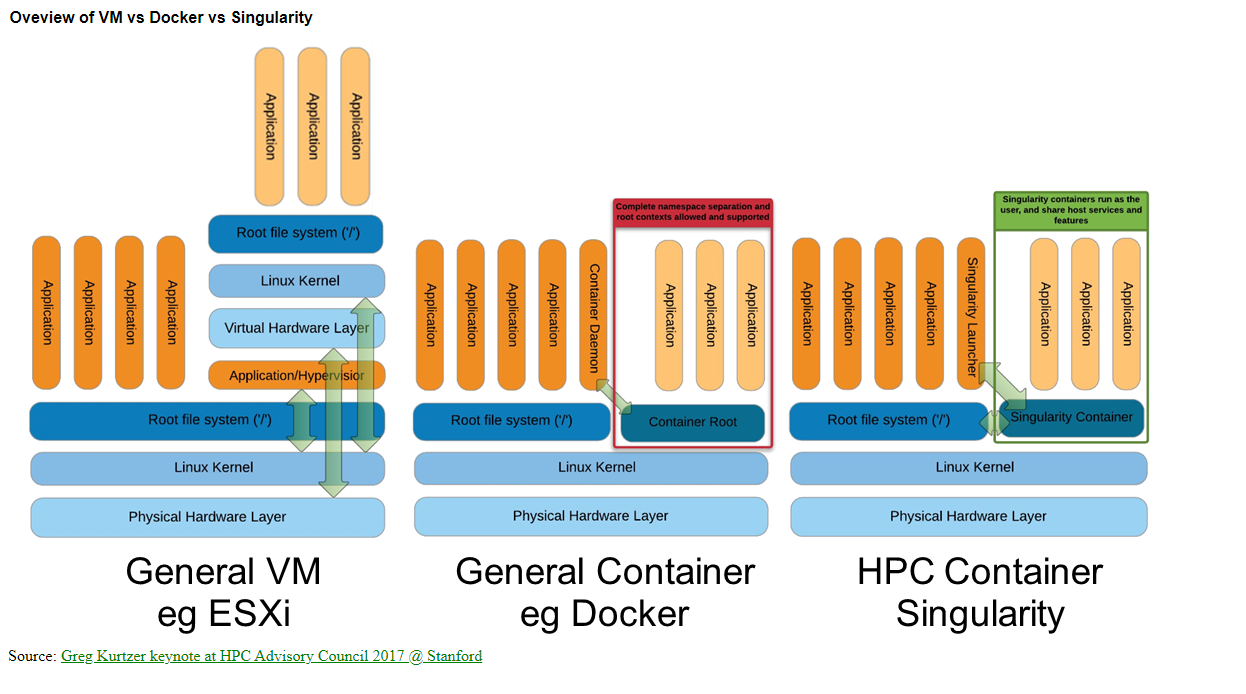 Oveview of VM vs Docker vs Singularity
Application
Application
Application
Root file system ('/')
Linux Kernel
Virtual Hardware Layer
Application/Hypervisior
Application
Application
Application
Application
Root file system ('/')
Linux Kernel
Physical Hardware Layer
General VM
eg ESXi
Complete namespace separation and
root contexts allowed and supported
Application
Application
Application
Application
Container Daemon
Application
Application
Application
Root file system ('/')
Container Root
Linux Kernel
Physical Hardware Layer
General Container
eg Docker
Singularity containers run as the
user, and share host services and
features
Application
Application
Application
Application
Singularity Launcher
Application
Application
Application
Root file system ('/')
Singularity Container
Linux Kernel
Physical Hardware Layer
HPC Container
Singularity
Source: Greg Kurtzer keynote at HPC Advisory Council 2017 @ Stanford